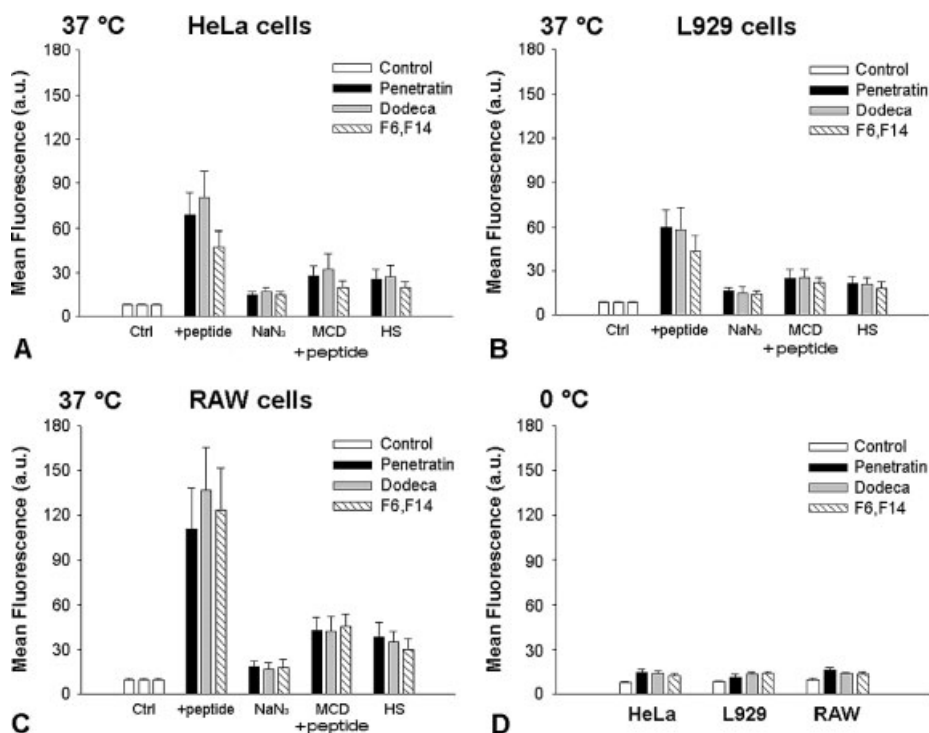 37 °C HeLa cells
Mean Fluorescence (a.u.)
180
150
120
90
60
30
0
Control
Penetratin
Dodeca
F6,F14
Ctrl +peptide NaN₃ MCD HS
+peptide
A
37 °C L929 cells
Mean Fluorescence (a.u.)
180
150
120
90
60
30
0
Control
Penetratin
Dodeca
F6,F14
Ctrl +peptide NaN₃ MCD HS
+peptide
B
37 °C RAW cells
Mean Fluorescence (a.u.)
180
150
120
90
60
30
0
Control
Penetratin
Dodeca
F6,F14
Ctrl +peptide NaN₃ MCD HS
+peptide
C
0 °C
Mean Fluorescence (a.u.)
180
150
120
90
60
30
0
Control
Penetratin
Dodeca
F6,F14
HeLa L929 RAW
D